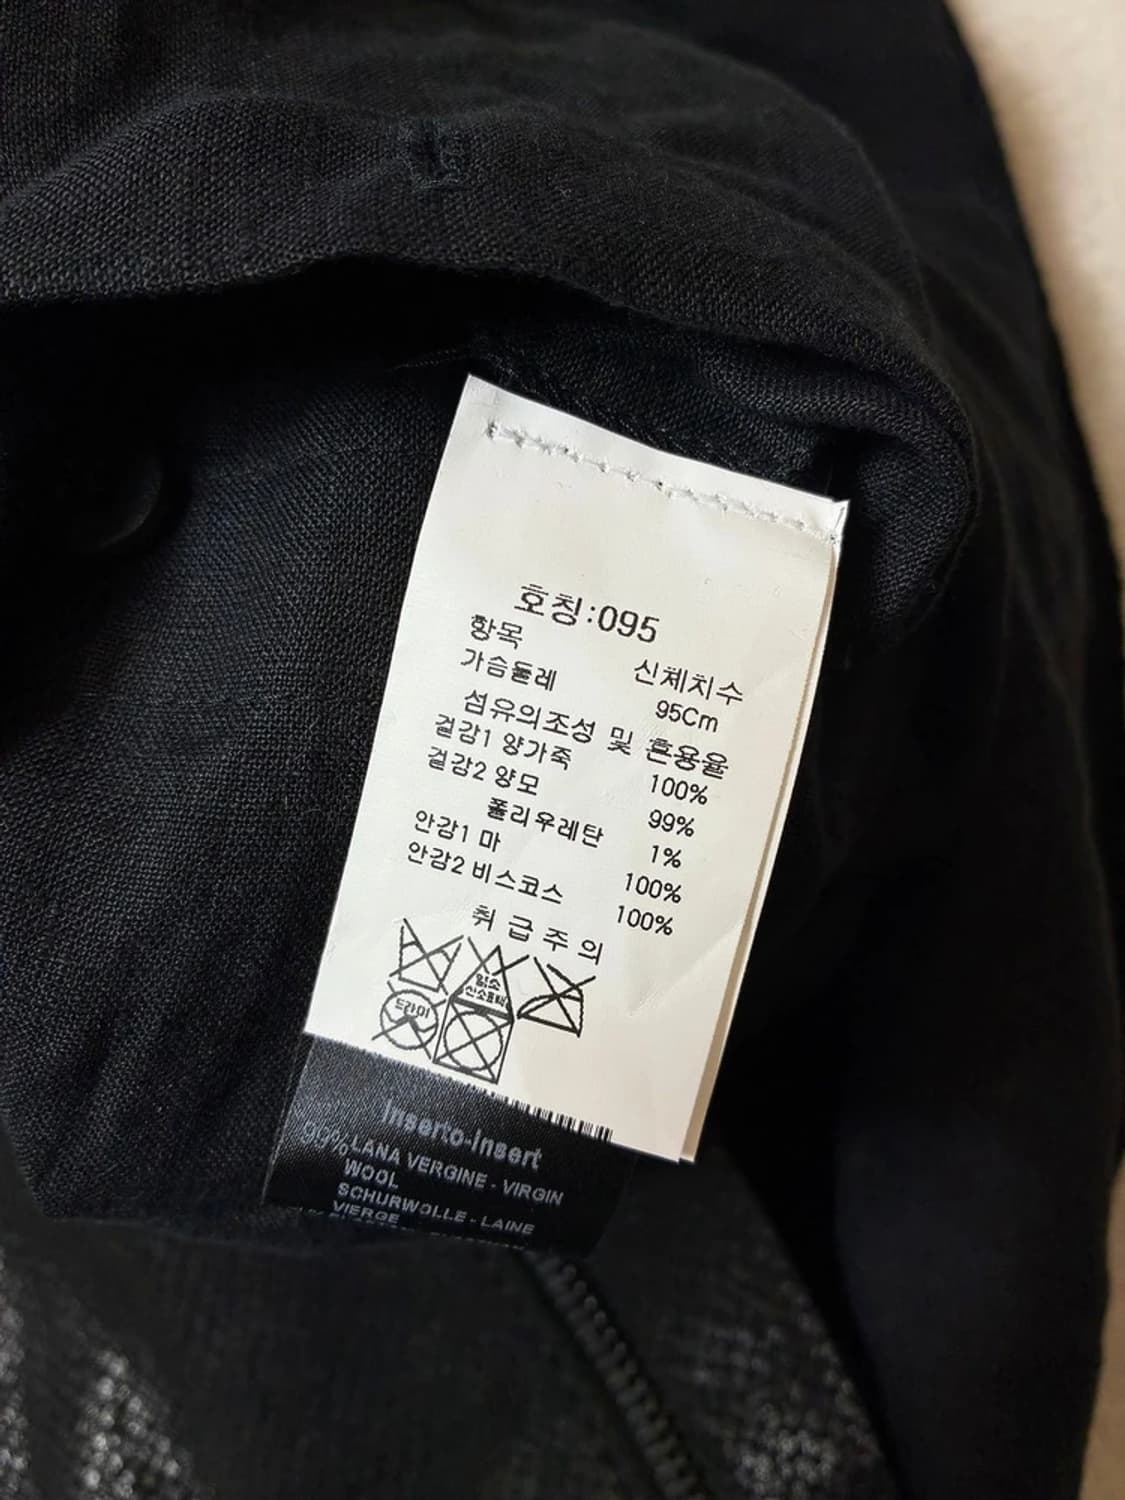 호칭:095
항목 신체치수
가슴둘레 95Cm
섬유의조성 및 혼용율
겉감1 양가죽 100%
겉감2 양모 99%
폴리우레탄 1%
안감1 마 100%
안감2 비스코스 100%
취급주의
염소
산소표백
드라이
Inserto-insert
99% LANA VERGINE - VIRGIN
WOOL
SCHURWOLLE - LAINE
VIERGE